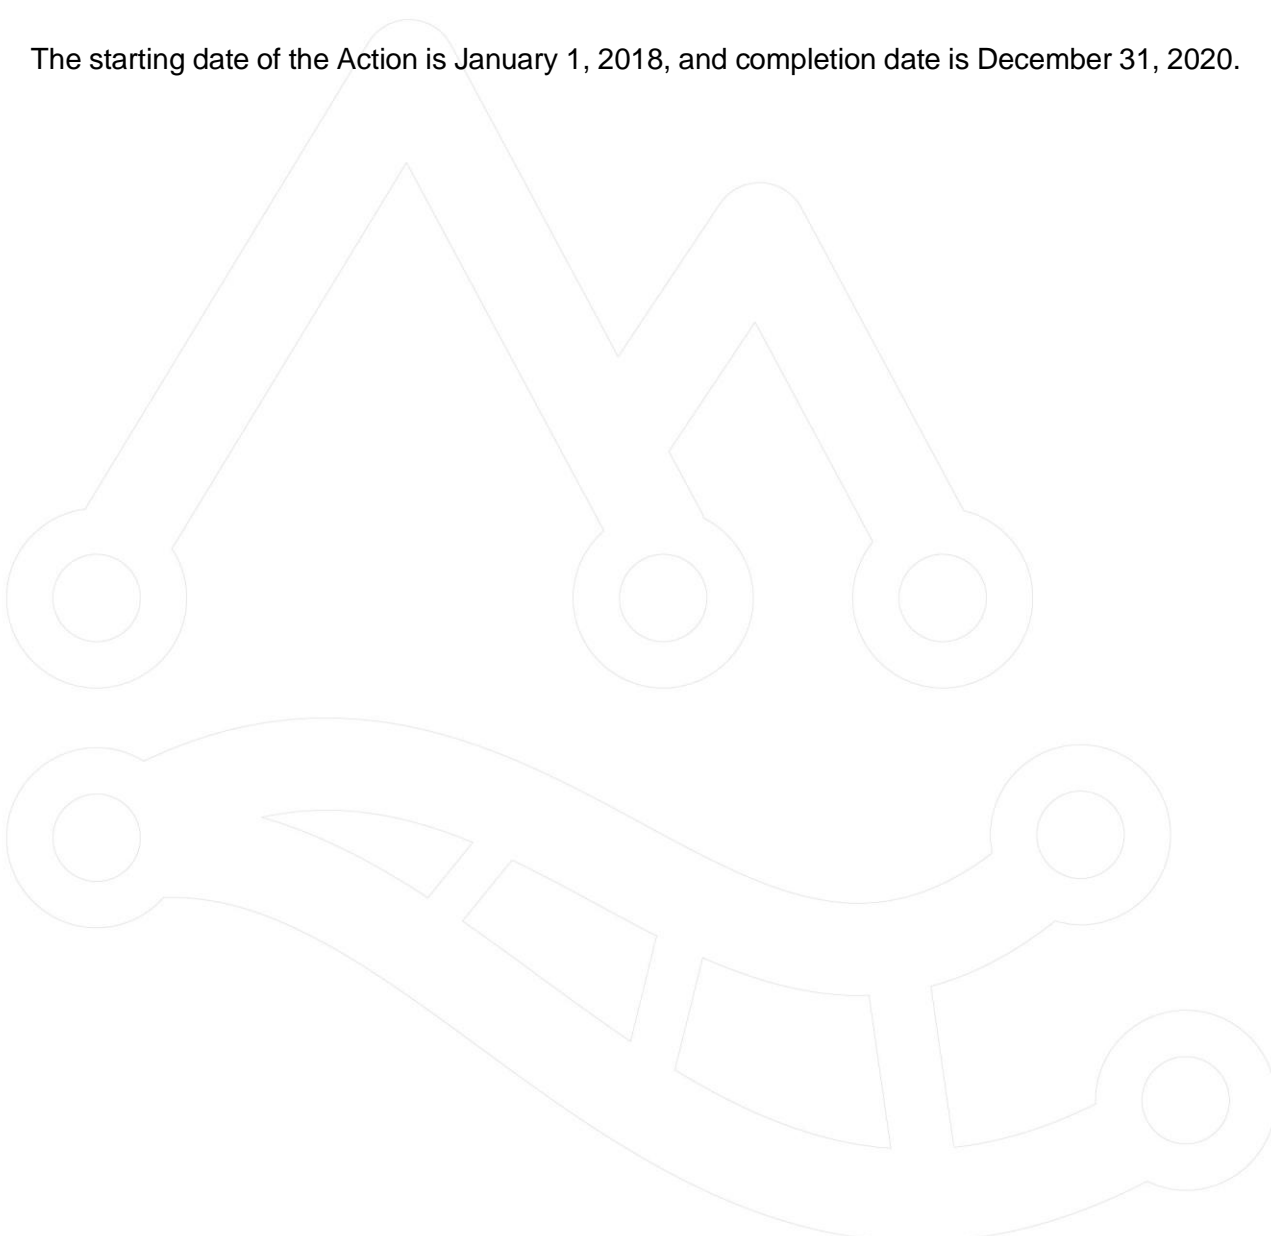 The starting date of the Action is January 1, 2018, and completion date is December 31, 2020.